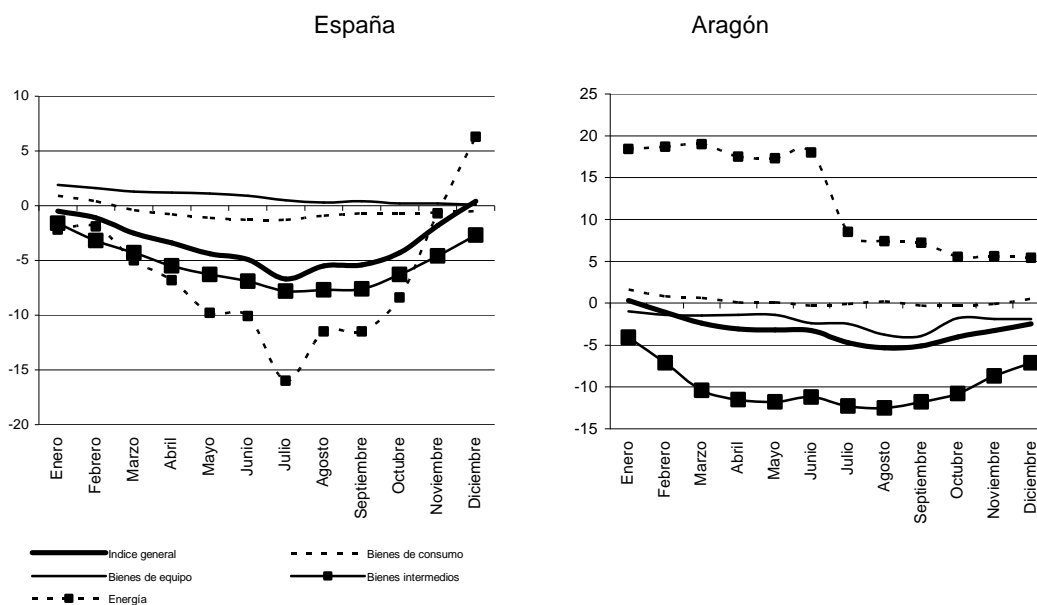 España
Aragón
10
5
0
-5
-10
-15
-20
Enero
Febrero
Marzo
Abril
Mayo
Junio
Julio
Agosto
Septiembre
Octubre
Noviembre
Diciembre
25
20
15
10
5
0
-5
-10
-15
Enero
Febrero
Marzo
Abril
Mayo
Junio
Julio
Agosto
Septiembre
Octubre
Noviembre
Diciembre
Indice general
Bienes de consumo
Bienes de equipo
Bienes intermedios
Energía